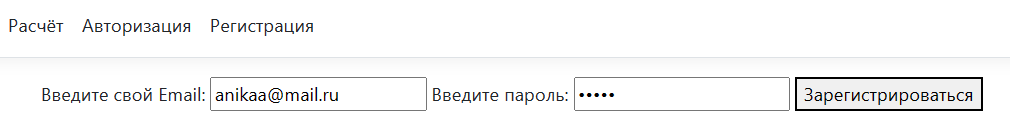 Расчёт Авторизация Регистрация
Введите свой Email: anikaa@mail.ru Введите пароль: ••••• Зарегистрироваться